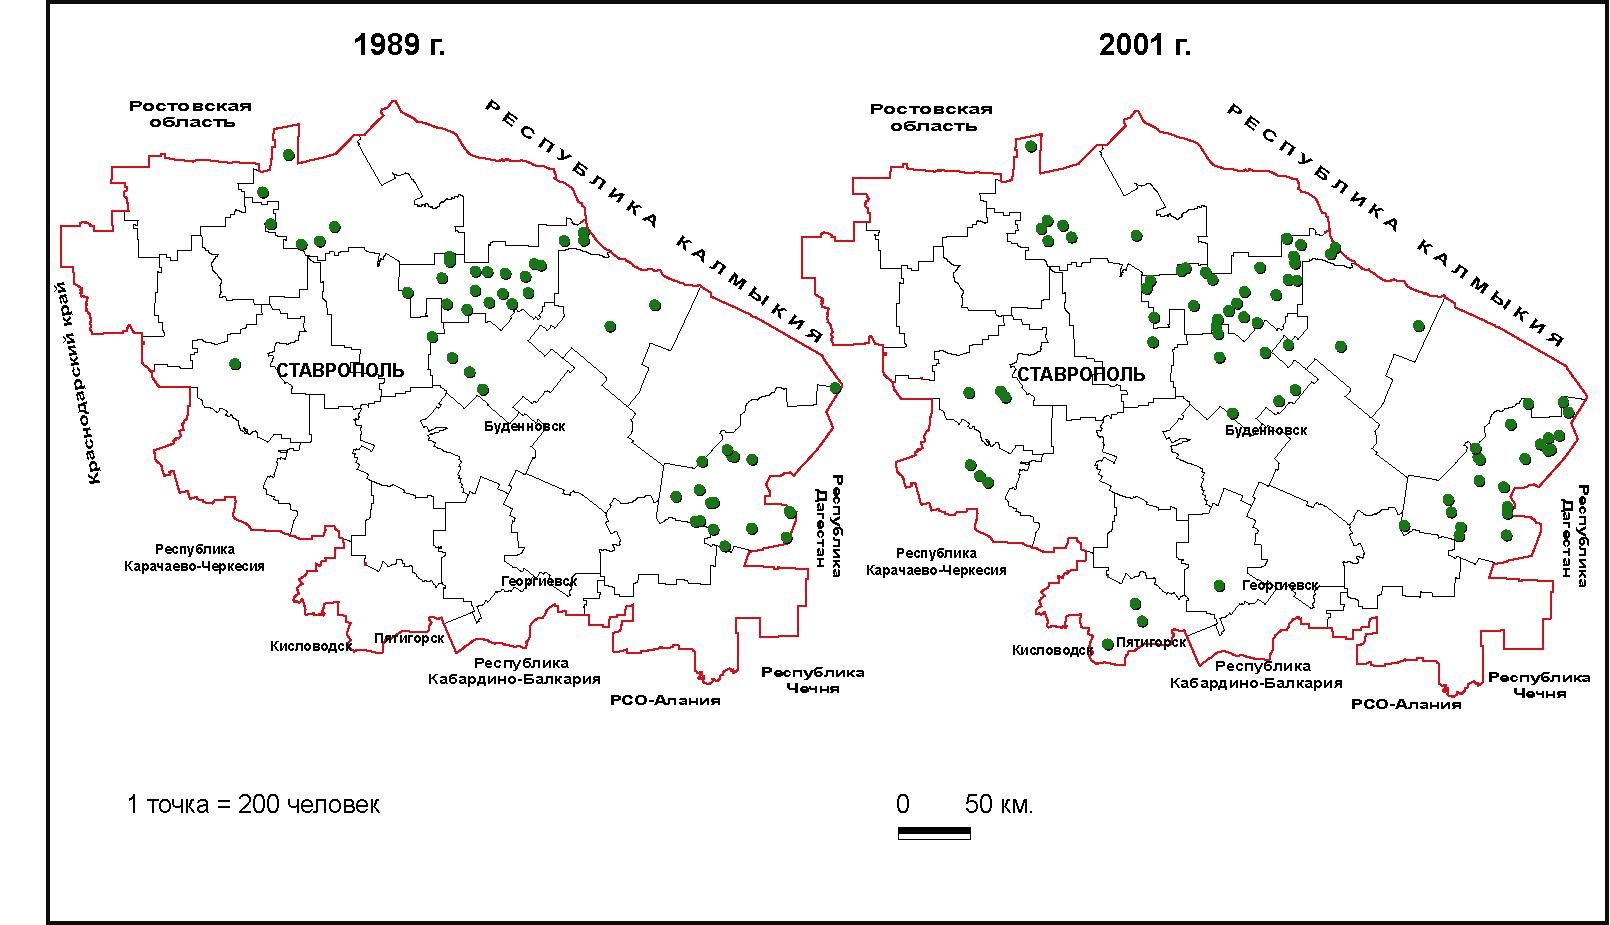 1989 г.
2001 г.
Ростовская
область
РЕСПУБЛИКА КАЛМЫКИЯ
Краснодарский край
СТАВРОПОЛЬ
Буденновск
Республика
Дагестан
Республика
Карачаево-Черкесия
Георгиевск
Кисловодск
Пятигорск
Республика
Кабардино-Балкария
РСО-Алания
Республика
Чечня
Ростовская
область
РЕСПУБЛИКА КАЛМЫКИЯ
СТАВРОПОЛЬ
Буденновск
Республика
Дагестан
Республика
Карачаево-Черкесия
Георгиевск
Кисловодск
Пятигорск
Республика
Кабардино-Балкария
РСО-Алания
Республика
Чечня
1 точка = 200 человек
0 50 км.